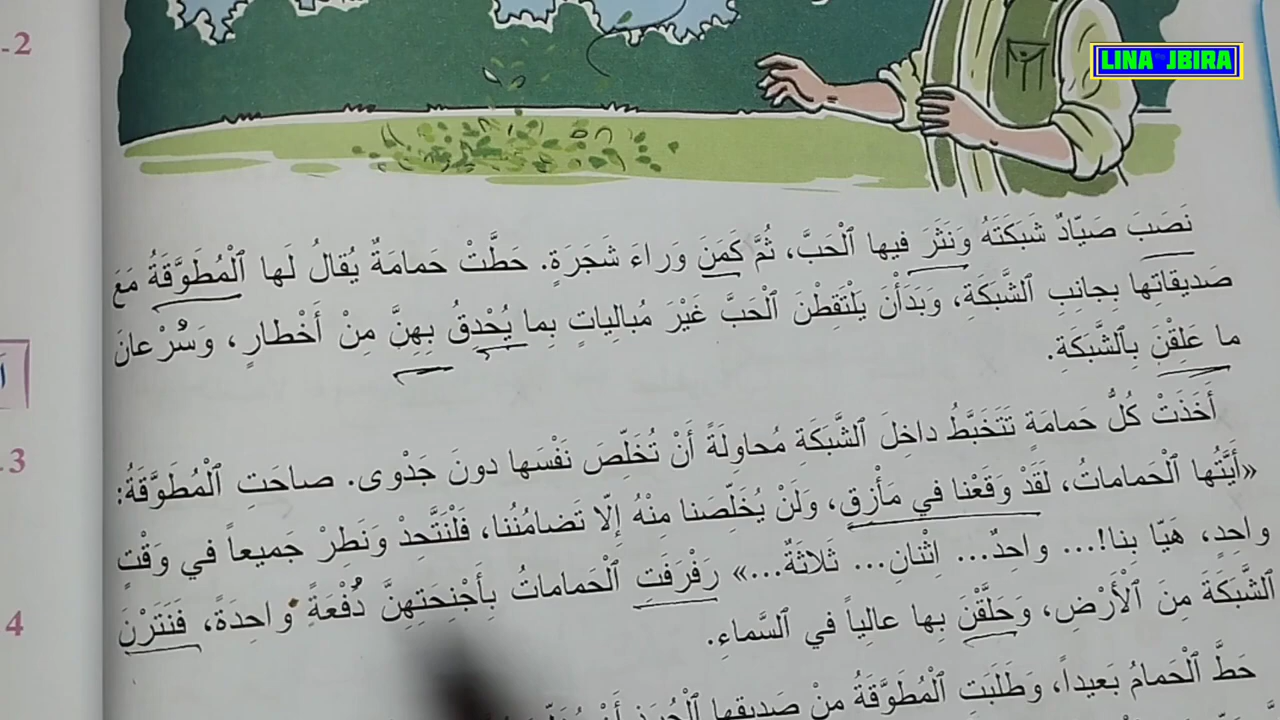 LINA JBIRA
2-
نَصَبَ صَيّادٌ شَبَكَتَهُ وَنَثَرَ فيها ٱلْحَبَّ، ثُمَّ كَمَنَ وَراءَ شَجَرَةٍ. حَطَّتْ حَمامَةٌ يُقالُ لَها ٱلْمُطَوَّقَةُ مَعَ
صَديقاتِها بِجانِبِ ٱلشَّبَكَةِ، وَبَدَأْنَ يَلْتَقِطْنَ ٱلْحَبَّ غَيْرَ مُبالِياتٍ بِما يُحْدِقُ بِهِنَّ مِنْ أَخْطارٍ، وَسُرْعانَ
ما عَلِقْنَ بِٱلشَّبَكَةِ.
أَخَذَتْ كُلُّ حَمامَةٍ تَتَخَبَّطُ داخِلَ ٱلشَّبَكَةِ مُحاوِلَةً أَنْ تُخَلِّصَ نَفْسَها دونَ جَدْوى. صاحَتِ ٱلْمُطَوَّقَةُ:
«أَيَّتُها ٱلْحَماماتُ، لَقَدْ وَقَعْنا في مَأْزِقٍ، وَلَنْ يُخَلِّصَنا مِنْهُ إِلّا تَضامُنُنا، فَلْنَتَّحِدْ وَنَطِرْ جَميعاً في وَقْتٍ
واحِدٍ، هَيّا بِنا!... واحِدٌ... اِثْنانِ... ثَلاثَةٌ...» رَفْرَفَتِ ٱلْحَماماتُ بِأَجْنِحَتِهِنَّ دُفْعَةً واحِدَةً، فَنَتَرْنَ
ٱلشَّبَكَةَ مِنَ ٱلْأَرْضِ، وَحَلَّقْنَ بِها عالِياً في ٱلسَّماءِ.
حَطَّ ٱلْحَمامُ بَعيداً، وَطَلَبَتِ ٱلْمُطَوَّقَةُ مِنْ صَديقِها ٱلْجُرَذِ أَنْ
3-
4